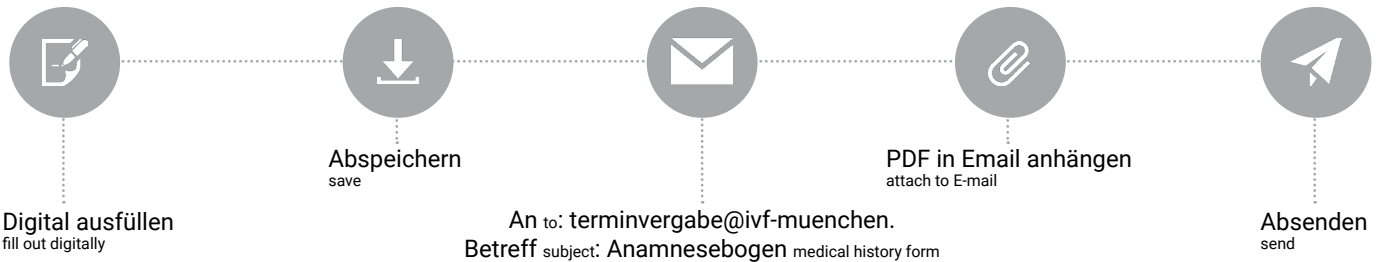 Digital ausfüllen
fill out digitally
Abspeichern
save
An to: terminvergabe@ivf-muenchen.
Betreff subject: Anamnesebogen medical history form
PDF in Email anhängen
attach to E-mail
Absenden
send